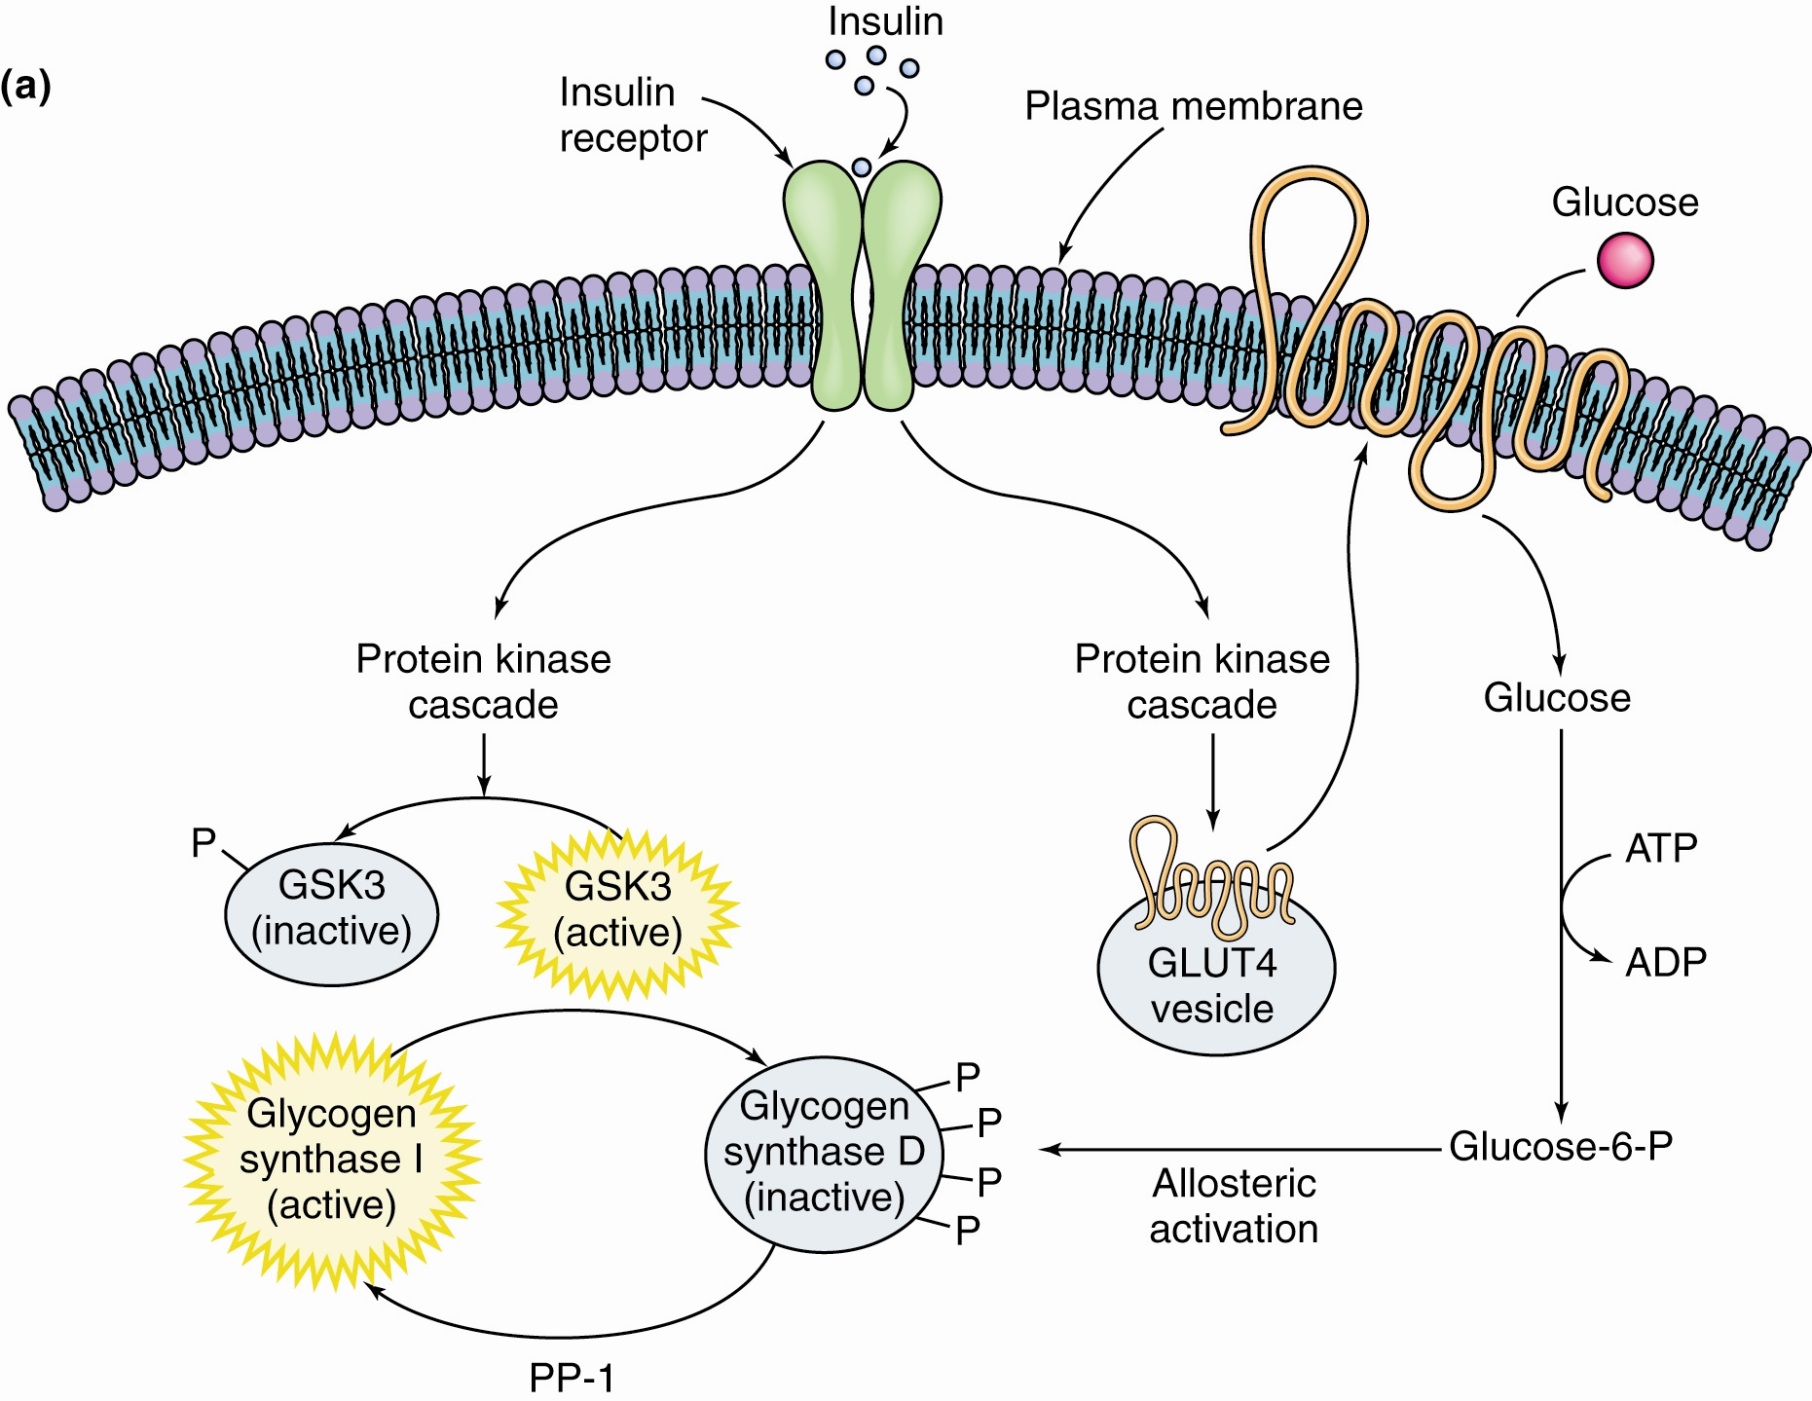 (a)
Insulin
Insulin
receptor
Plasma membrane
Glucose
Protein kinase
cascade
Protein kinase
cascade
Glucose
P
GSK3
(inactive)
GSK3
(active)
ATP
ADP
GLUT4
vesicle
Glycogen
synthase I
(active)
Glycogen
synthase D
(inactive)
P
P
P
P
Glucose-6-P
Allosteric
activation
PP-1